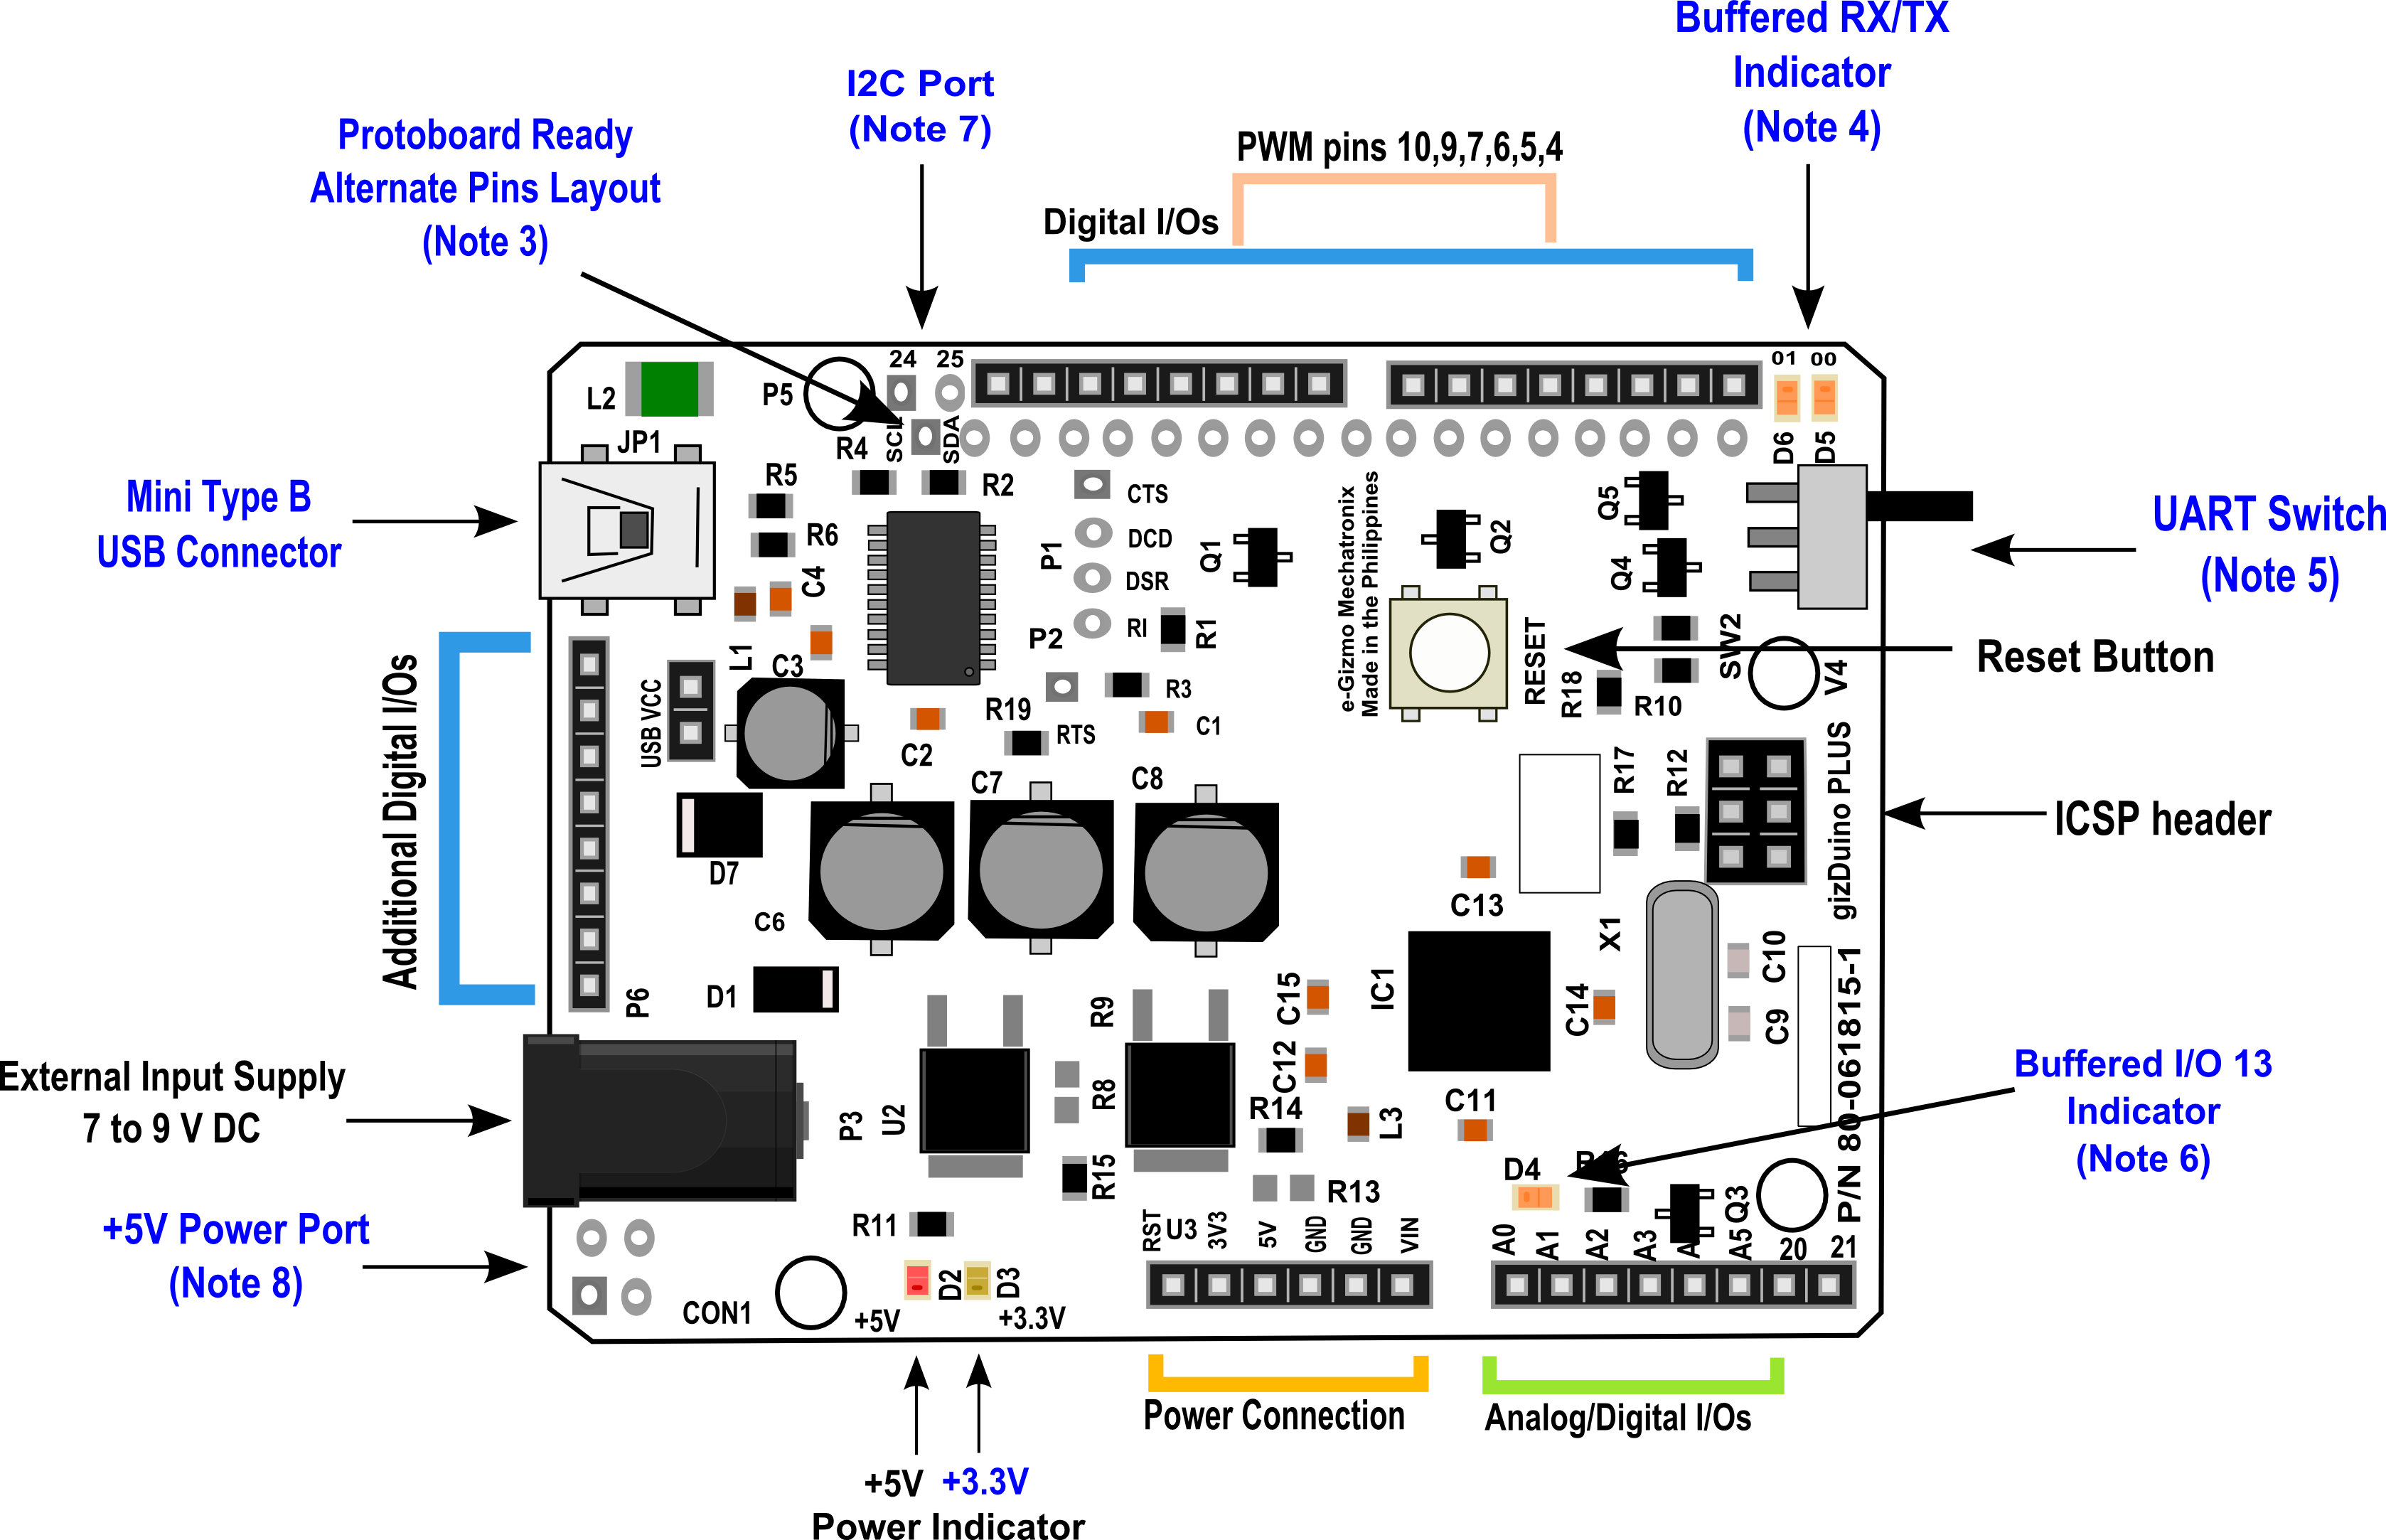 Buffered RX/TX
Indicator
(Note 4)
I2C Port
(Note 7)
Protoboard Ready
Alternate Pins Layout
(Note 3)
PWM pins 10,9,7,6,5,4
Digital I/Os
24 25
01 00
L2
P5
JP1
R4
SCL
SDA
D6
D5
R5
R2
CTS
Mini Type B
USB Connector
R6
P1
DCD
Q1
e-Gizmo Mechatronix
Made in the Philippines
Q2
Q5
Q4
UART Switch
(Note 5)
C4
DSR
P2
RI
R1
L1
C3
RESET
SW2
Reset Button
V4
USB VCC
R3
R18
R10
R19
C2
RTS
C1
Additional Digital I/Os
C7
C8
R17
R12
gizDuino PLUS
ICSP header
D7
C6
C13
X1
D1
P6
R9
C15
IC1
C14
C10
C9
P/N 80-061815-1
External Input Supply
7 to 9 V DC
P3
U2
R8
C12
R14
L3
C11
Buffered I/O 13
Indicator
(Note 6)
D4
R15
R13
R11
Q3
+5V Power Port
(Note 8)
RST
U3
3V3
5V
GND
GND
VIN
A0
A1
A2
A3
A5
20
21
CON1
D2
D3
+5V
+3.3V
Power Connection
Analog/Digital I/Os
+5V +3.3V
Power Indicator